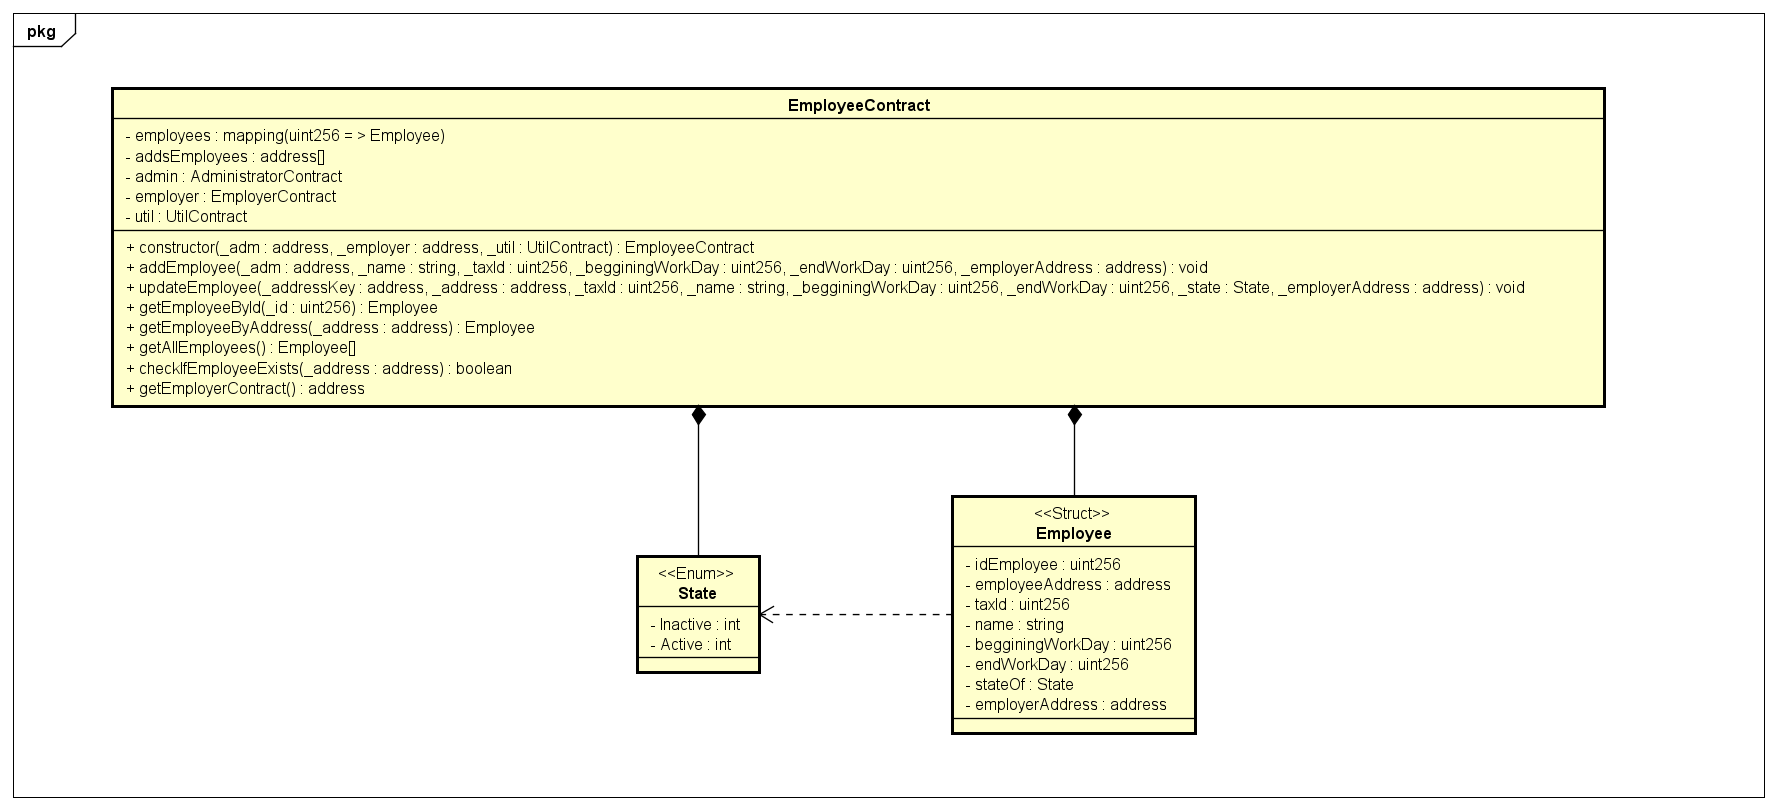 pkg
EmployeeContract
- employees : mapping(uint256 = > Employee)
- addsEmployees : address[]
- admin : AdministratorContract
- employer : EmployerContract
- util : UtilContract
+ constructor(_adm : address, _employer : address, _util : UtilContract) : EmployeeContract
+ addEmployee(_adm : address, _name : string, _taxId : uint256, _begginingWorkDay : uint256, _endWorkDay : uint256, _employerAddress : address) : void
+ updateEmployee(_addressKey : address, _address : address, _taxId : uint256, _name : string, _begginingWorkDay : uint256, _endWorkDay : uint256, _state : State, _employerAddress : address) : void
+ getEmployeeById(_id : uint256) : Employee
+ getEmployeeByAddress(_address : address) : Employee
+ getAllEmployees() : Employee[]
+ checkIfEmployeeExists(_address : address) : boolean
+ getEmployerContract() : address
<<Enum>>
State
- Inactive : int
- Active : int
<<Struct>>
Employee
- idEmployee : uint256
- employeeAddress : address
- taxId : uint256
- name : string
- begginingWorkDay : uint256
- endWorkDay : uint256
- stateOf : State
- employerAddress : address